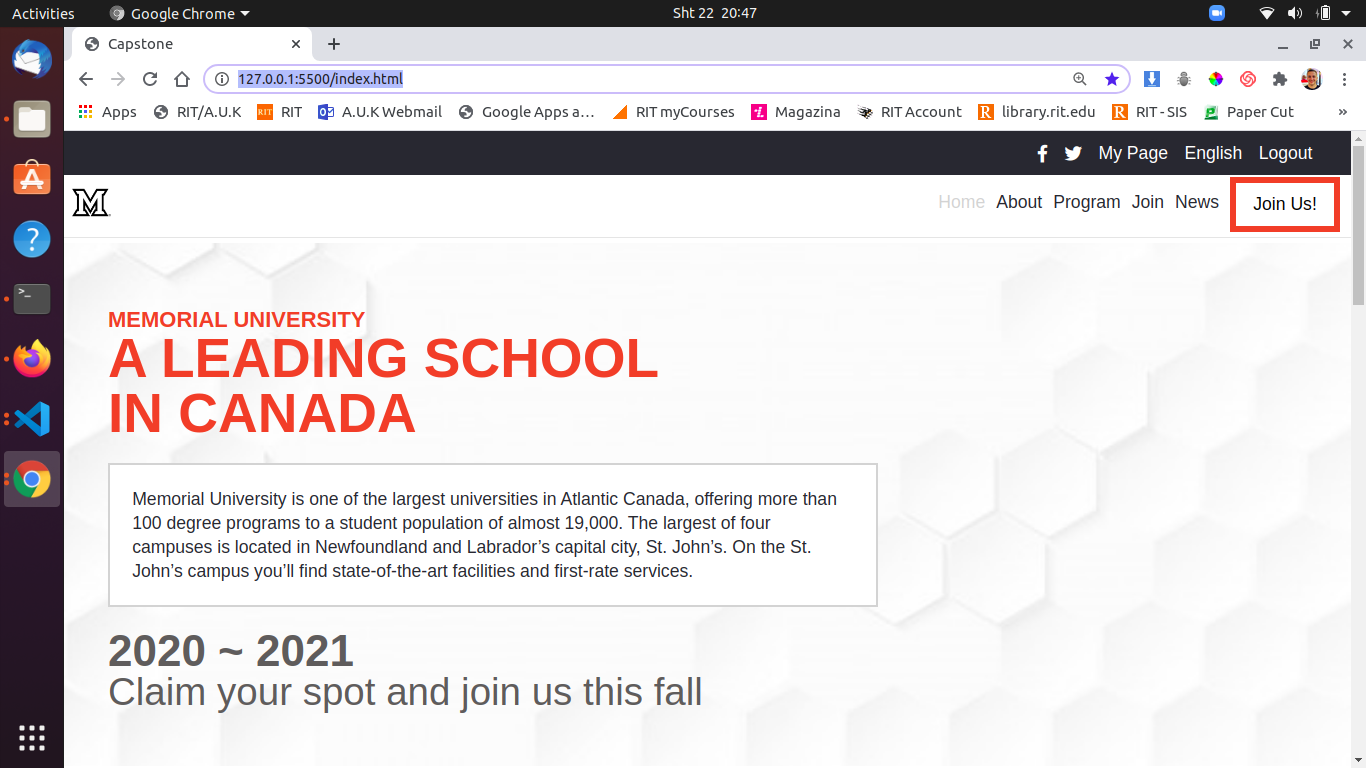 Activities
Google Chrome
Sht 22 20:47
Capstone
127.0.0.1:5500/index.html
Apps
RIT/A.U.K
RIT
RIT
A.U.K Webmail
Google Apps a…
RIT myCourses
Magazina
RIT Account
R
library.rit.edu
R
RIT - SIS
Paper Cut
»
My Page
English
Logout
M
Home
About
Program
Join
News
Join Us!
MEMORIAL UNIVERSITY
A LEADING SCHOOL
IN CANADA
Memorial University is one of the largest universities in Atlantic Canada, offering more than
100 degree programs to a student population of almost 19,000. The largest of four
campuses is located in Newfoundland and Labrador’s capital city, St. John’s. On the St.
John’s campus you’ll find state-of-the-art facilities and first-rate services.
2020 ~ 2021
Claim your spot and join us this fall